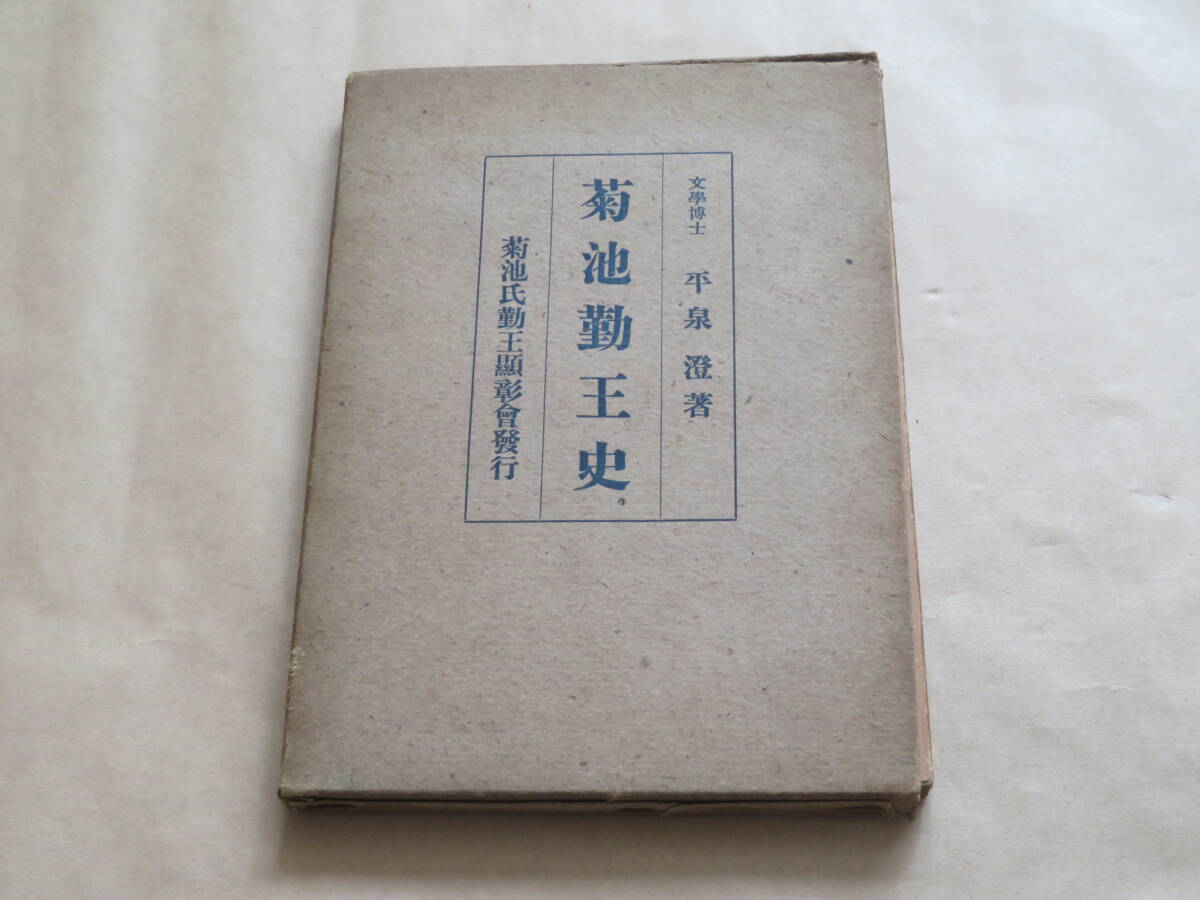 文學博士 平泉 澄著
菊池勤王史
菊池氏勤王顯彰會發行